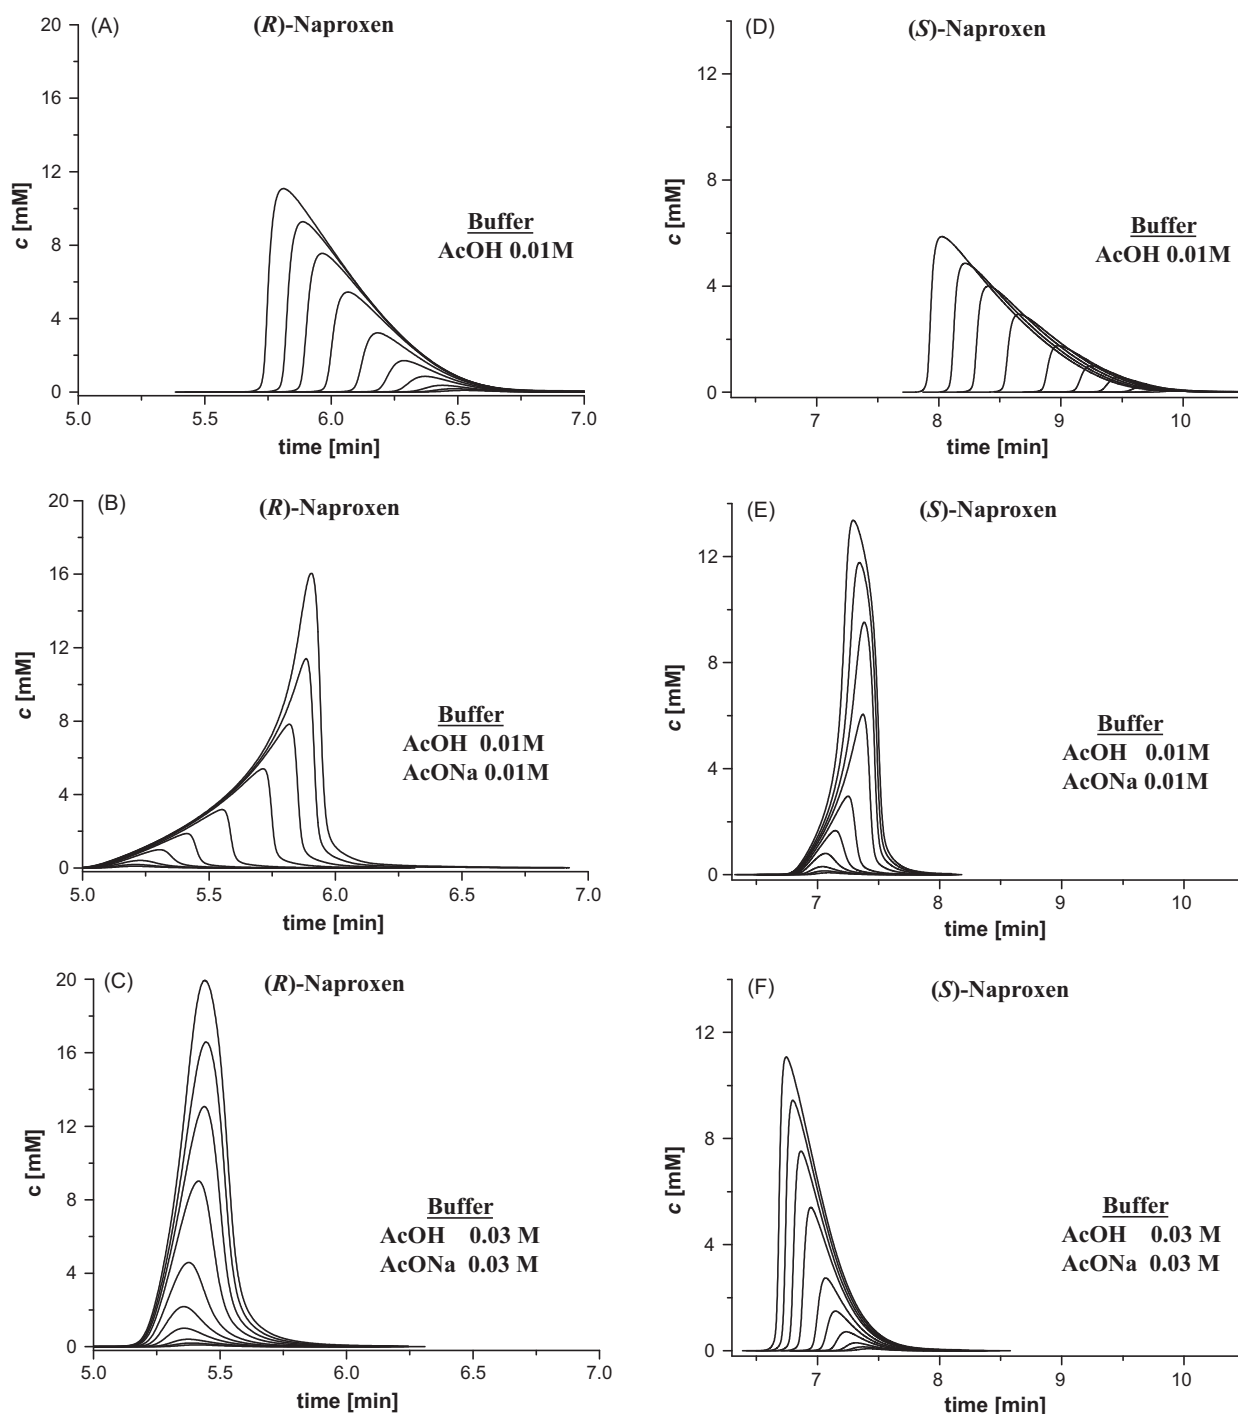 (A)
(R)-Naproxen
20
16
12
8
4
0
c [mM]
Buffer
AcOH 0.01M
5.0 5.5 6.0 6.5 7.0
time [min]
(D)
(S)-Naproxen
12
8
4
0
c [mM]
Buffer
AcOH 0.01M
7 8 9 10
time [min]
(B)
(R)-Naproxen
20
16
12
8
4
0
c [mM]
Buffer
AcOH 0.01M
AcONa 0.01M
5.0 5.5 6.0 6.5 7.0
time [min]
(E)
(S)-Naproxen
12
8
4
0
c [mM]
Buffer
AcOH 0.01M
AcONa 0.01M
7 8 9 10
time [min]
(C)
(R)-Naproxen
20
16
12
8
4
0
c [mM]
Buffer
AcOH 0.03 M
AcONa 0.03 M
5.0 5.5 6.0 6.5 7.0
time [min]
(F)
(S)-Naproxen
12
8
4
0
c [mM]
Buffer
AcOH 0.03 M
AcONa 0.03 M
7 8 9 10
time [min]